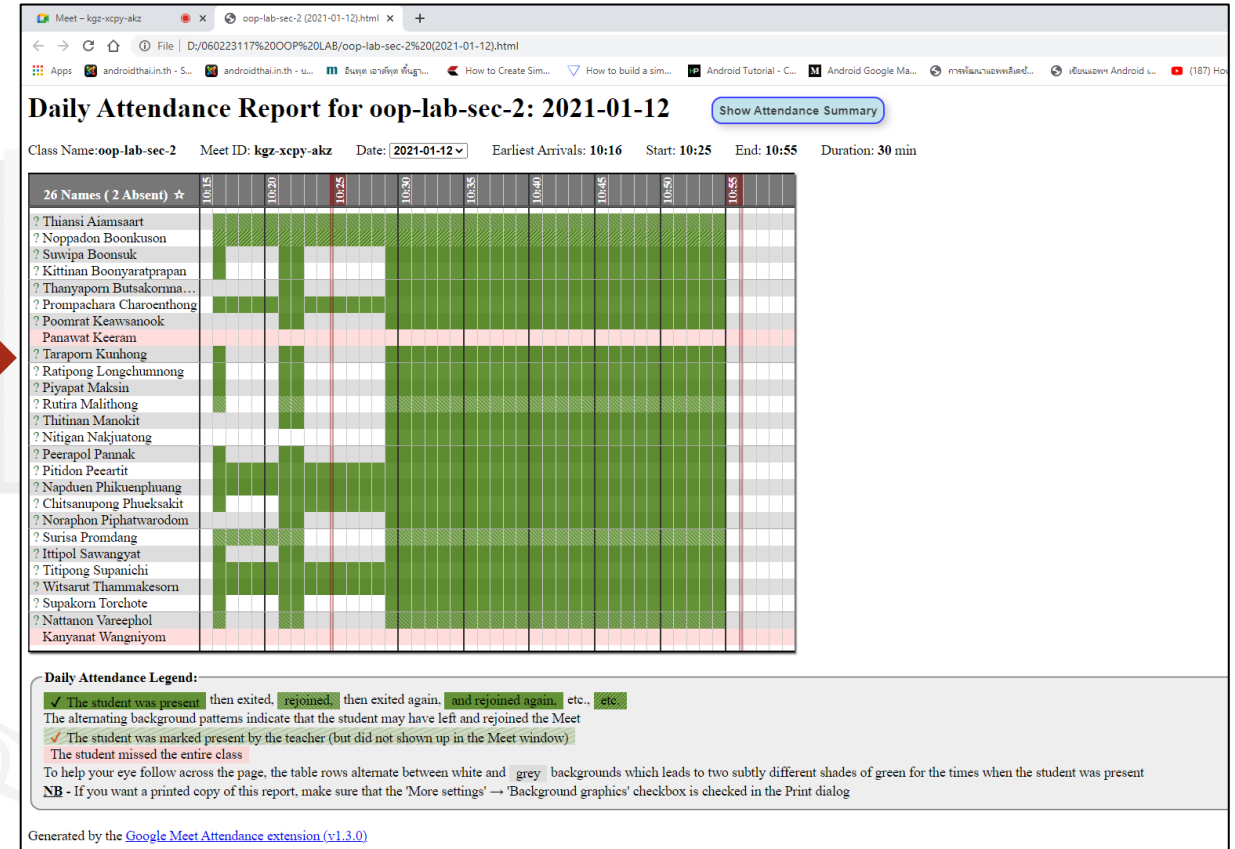 Meet – kgz-xcpy-akz
oop-lab-sec-2 (2021-01-12).html
File | D:/060223117%20OOP%20LAB/oop-lab-sec-2%20(2021-01-12).html
Apps androidthai.in.th - S... androidthai.in.th - บ... How to Create Sim... How to build a sim... Android Tutorial - C... Android Google Ma... (187) How
Daily Attendance Report for oop-lab-sec-2: 2021-01-12 Show Attendance Summary
Class Name:oop-lab-sec-2 Meet ID: kgz-xcpy-akz Date: 2021-01-12 Earliest Arrivals: 10:16 Start: 10:25 End: 10:55 Duration: 30 min
26 Names ( 2 Absent) ☆ 10:15 10:20 10:25 10:30 10:35 10:40 10:45 10:50 10:55
? Thiansi Aiamsaart
? Noppadon Boonkuson
? Suwipa Boonsuk
? Kittinan Boonyaratprapan
? Thanyaporn Butsakornna...
? Prompachara Charoenthong
? Poomrat Keawsanook
Panawat Keeram
? Taraporn Kunhong
? Ratipong Longchumnong
? Piyapat Maksin
? Rutira Malithong
? Thitinan Manokit
? Nitigan Nakjuatong
? Peerapol Pannak
? Pitidon Peeartit
? Napduen Phikuenphuang
? Chitsanupong Phueksakit
? Noraphon Piphatwarodom
? Surisa Promdang
? Ittipol Sawangyat
? Titipong Supanichi
? Witsarut Thammakesorn
? Supakorn Torchote
? Nattanon Vareephol
Kanyanat Wangniyom
Daily Attendance Legend:
✓ The student was present then exited, rejoined, then exited again, and rejoined again, etc., etc.
The alternating background patterns indicate that the student may have left and rejoined the Meet
✓ The student was marked present by the teacher (but did not shown up in the Meet window)
The student missed the entire class
To help your eye follow across the page, the table rows alternate between white and grey backgrounds which leads to two subtly different shades of green for the times when the student was present
NB - If you want a printed copy of this report, make sure that the 'More settings' → 'Background graphics' checkbox is checked in the Print dialog
Generated by the Google Meet Attendance extension (v1.3.0)